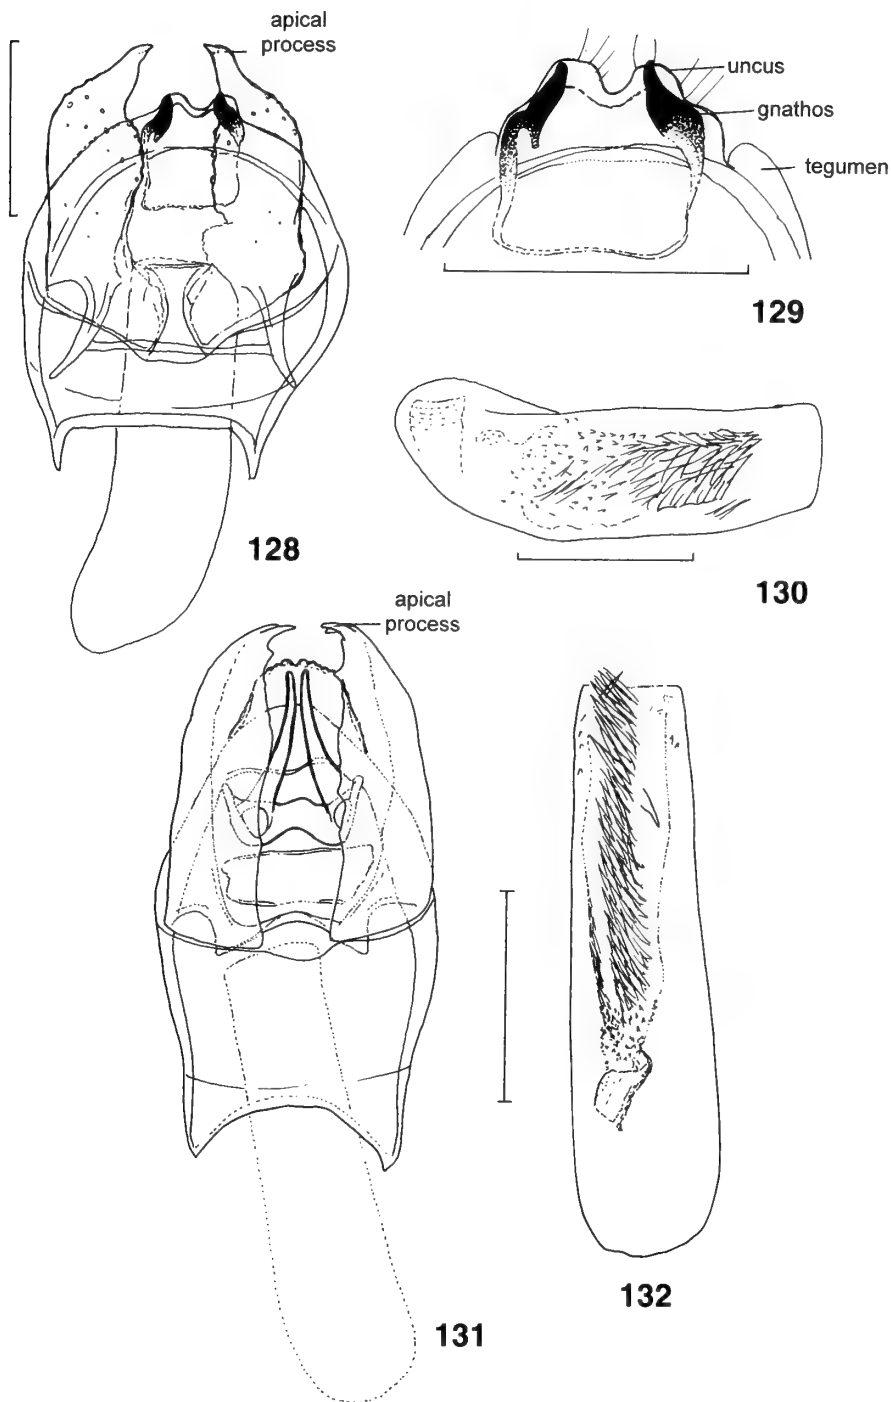 apical
process
uncus
gnathos
tegumen
129
128
130
apical
process
132
131